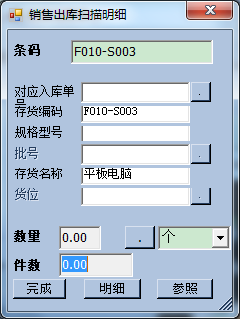 销售出库扫描明细
条码 F010-S003
对应入库单号 .
存货编码 F010-S003
规格型号
批号 .
存货名称 平板电脑
货位 .
数量 0.00 . 个
件数 0.00
完成 明细 参照